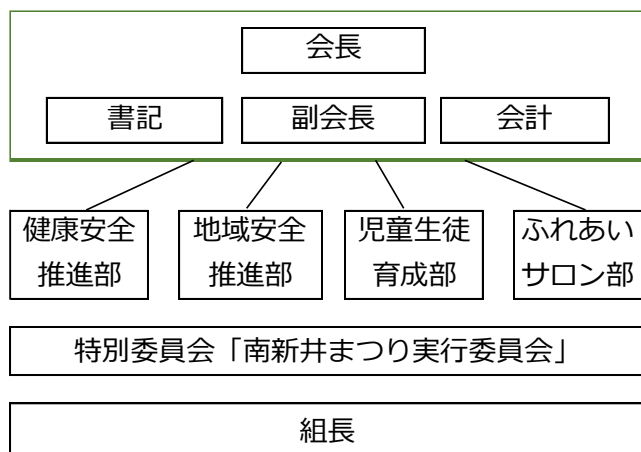 会長
書記 副会長 会計
健康安全 地域安全 児童生徒 ふれあい
推進部 推進部 育成部 サロン部
特別委員会「南新井まつり実行委員会」
組長